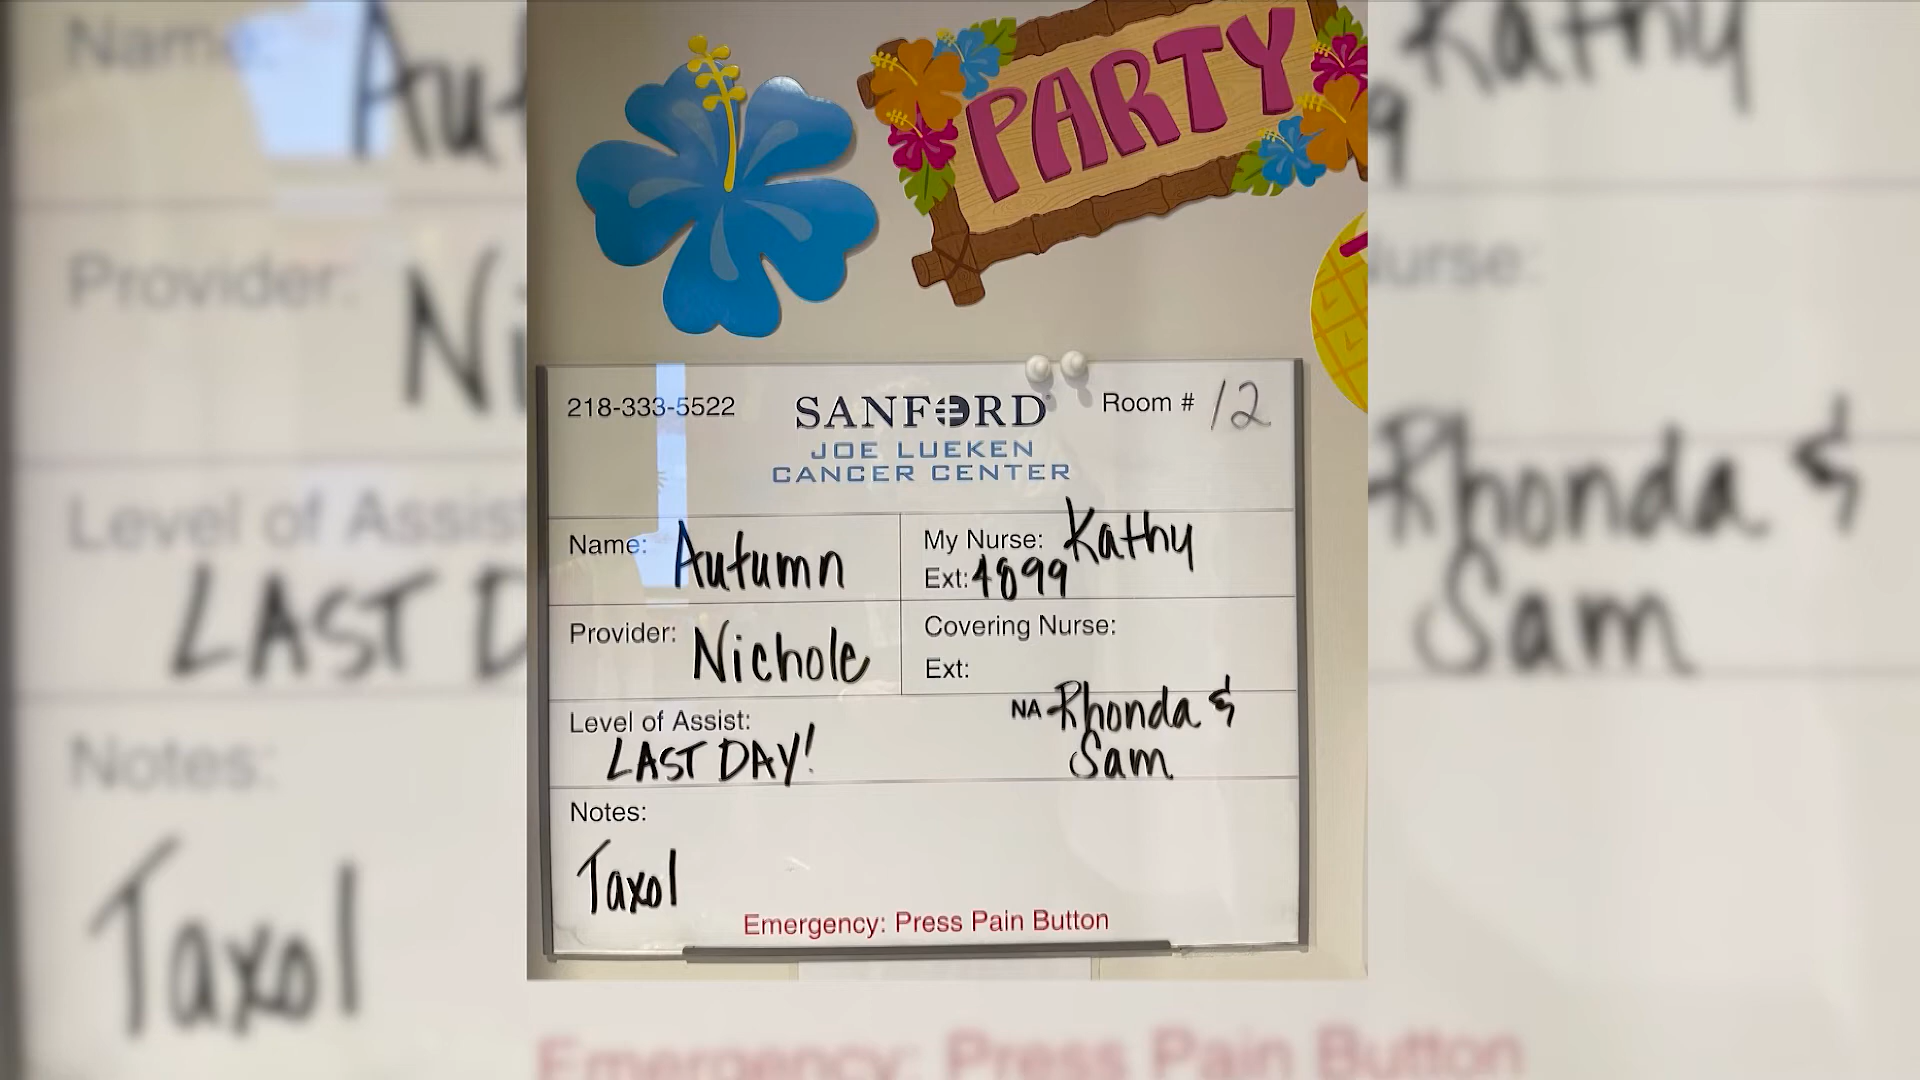 PARTY
218-333-5522
SANFORD
Room # 12
JOE LUEKEN
CANCER CENTER
Name: Autumn
My Nurse: Kathy
Ext: 4899
Provider: Nichole
Covering Nurse:
Ext:
Level of Assist:
LAST DAY!
NA Rhonda &
Sam
Notes:
Taxol
Emergency: Press Pain Button